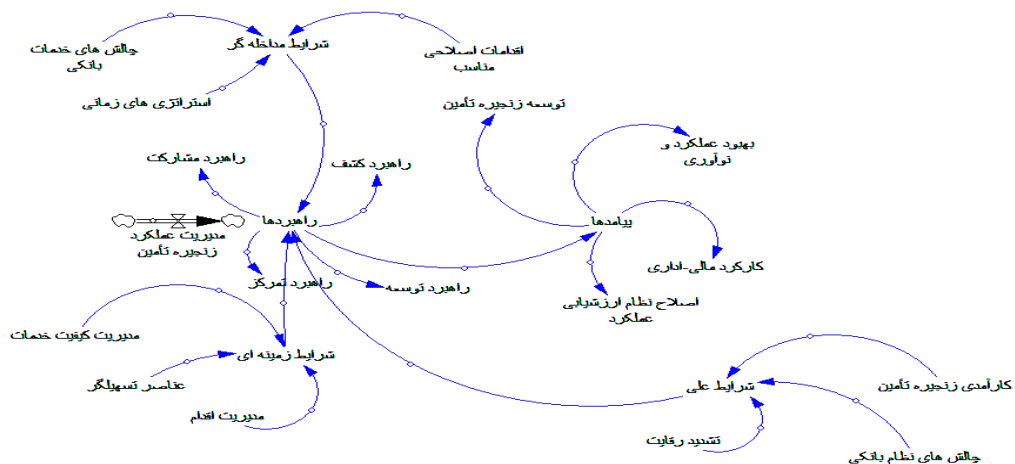 شرایط مداخله گر
چالش های خدمات
بانکی
اقدامات اصلاحی
مناسب
استراتژی های زمانی
توسعه زنجیره تأمین
بهبود عملکرد و
نوآوری
راهبرد مشارکت
راهبرد کشف
راهبردها
پیامدها
مدیریت عملکرد
زنجیره تأمین
کارکرد مالی-اداری
راهبرد تمرکز
راهبرد توسعه
اصلاح نظام ارزشیابی
عملکرد
مدیریت کیفیت خدمات
شرایط زمینه ای
عناصر تسهیلگر
شرایط علی
کارآمدی زنجیره تأمین
مدیریت اقدام
تشدید رقابت
چالش های نظام بانکی